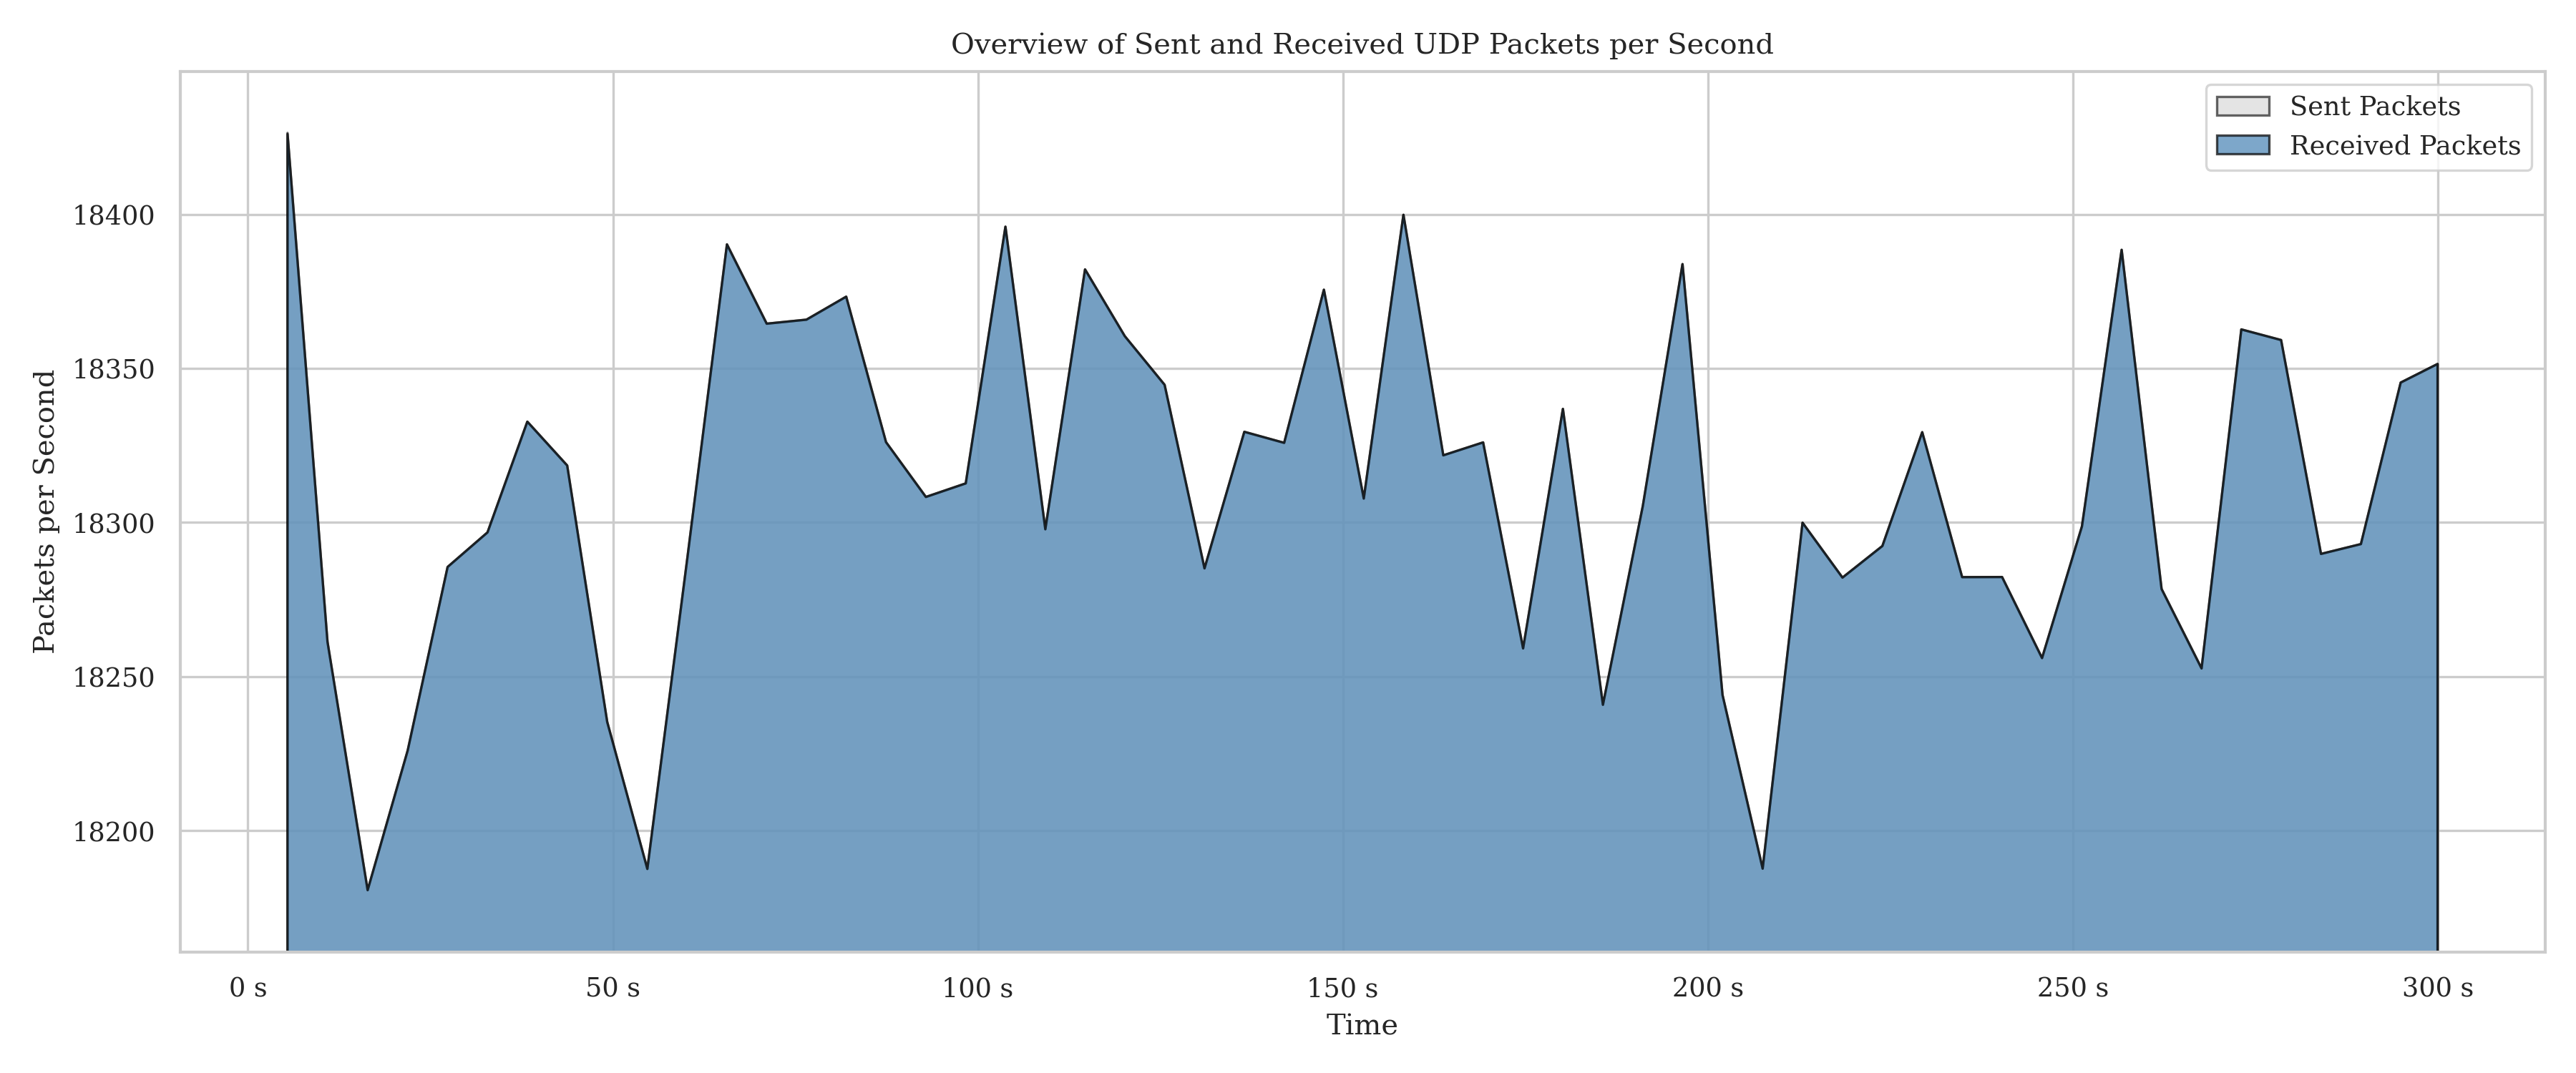 Overview of Sent and Received UDP Packets per Second
Sent Packets
Received Packets
Packets per Second
18400
18350
18300
18250
18200
0 s
50 s
100 s
150 s
200 s
250 s
300 s
Time